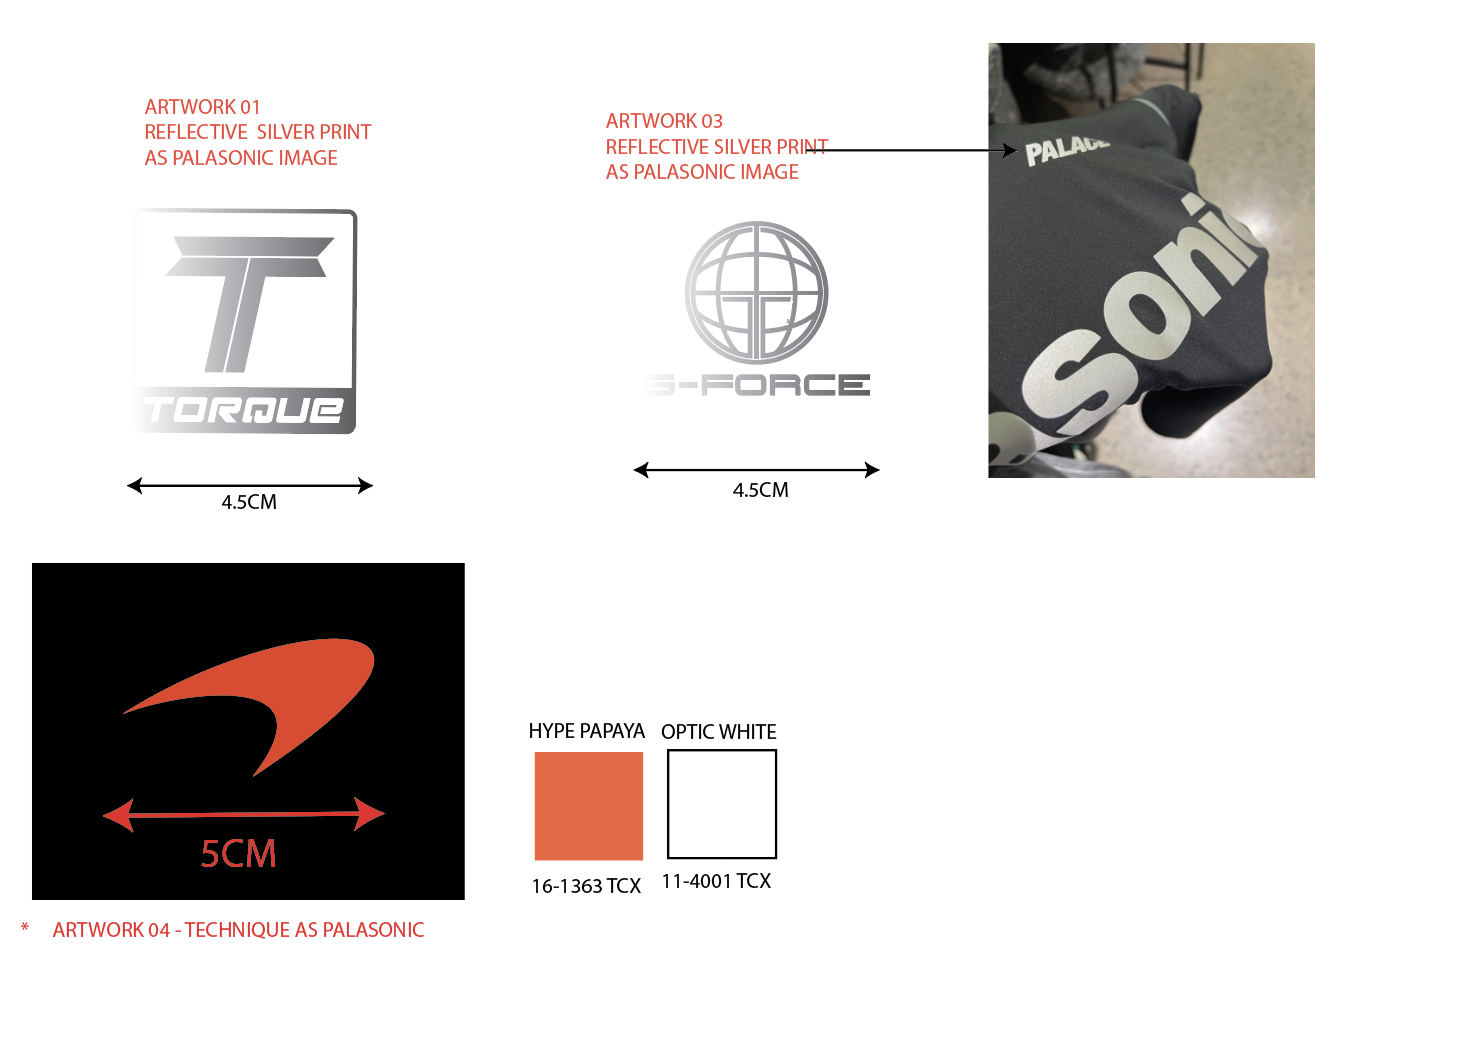 ARTWORK 01
REFLECTIVE  SILVER PRINT
AS PALASONIC IMAGE
TORQUE
4.5CM
ARTWORK 03
REFLECTIVE SILVER PRINT
AS PALASONIC IMAGE
G-FORCE
4.5CM
PALACE
sonic
5CM
* ARTWORK 04 - TECHNIQUE AS PALASONIC
HYPE PAPAYA
16-1363 TCX
OPTIC WHITE
11-4001 TCX